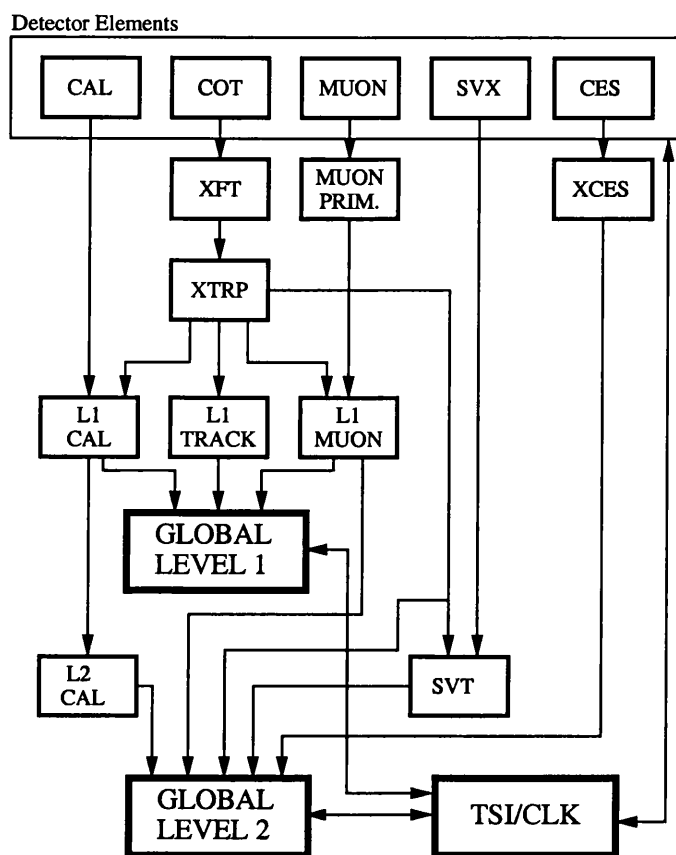 Detector Elements
CAL
COT
MUON
SVX
CES
XFT
MUON
PRIM.
XCES
XTRP
L1
CAL
L1
TRACK
L1
MUON
GLOBAL
LEVEL 1
L2
CAL
SVT
GLOBAL
LEVEL 2
TSI/CLK